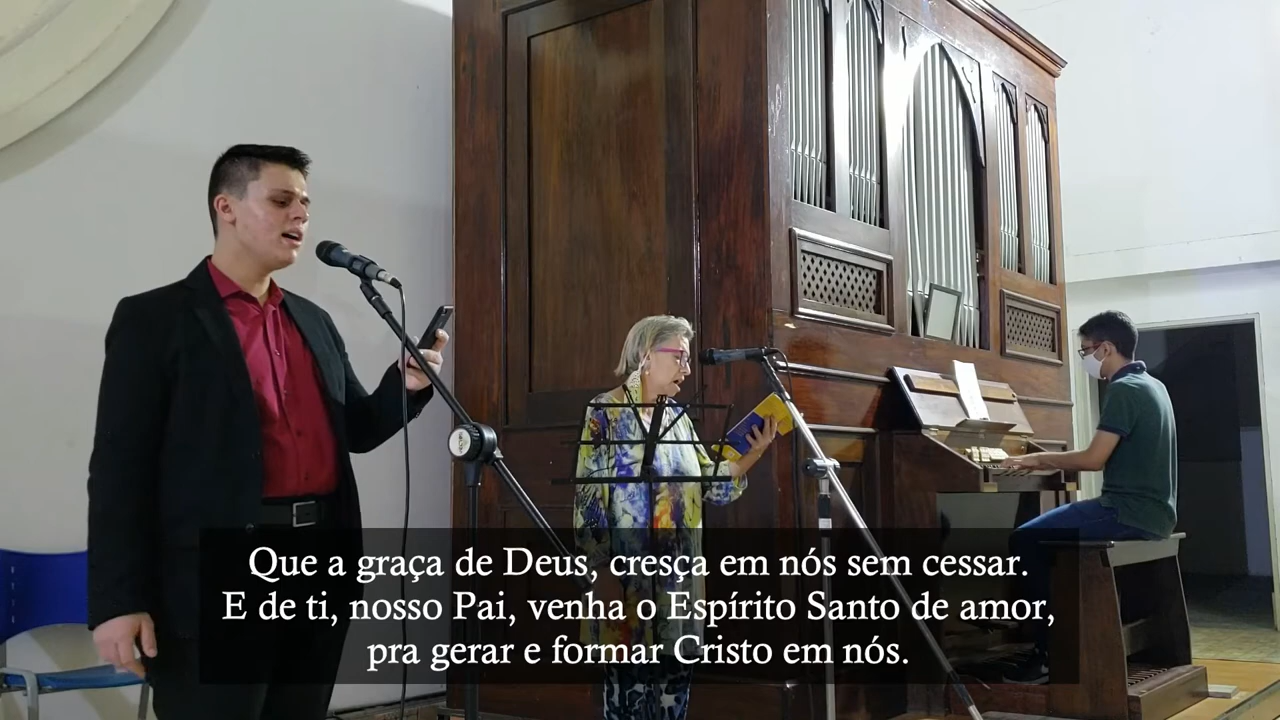 Que a graça de Deus, cresça em nós sem cessar.
E de ti, nosso Pai, venha o Espírito Santo de amor,
pra gerar e formar Cristo em nós.